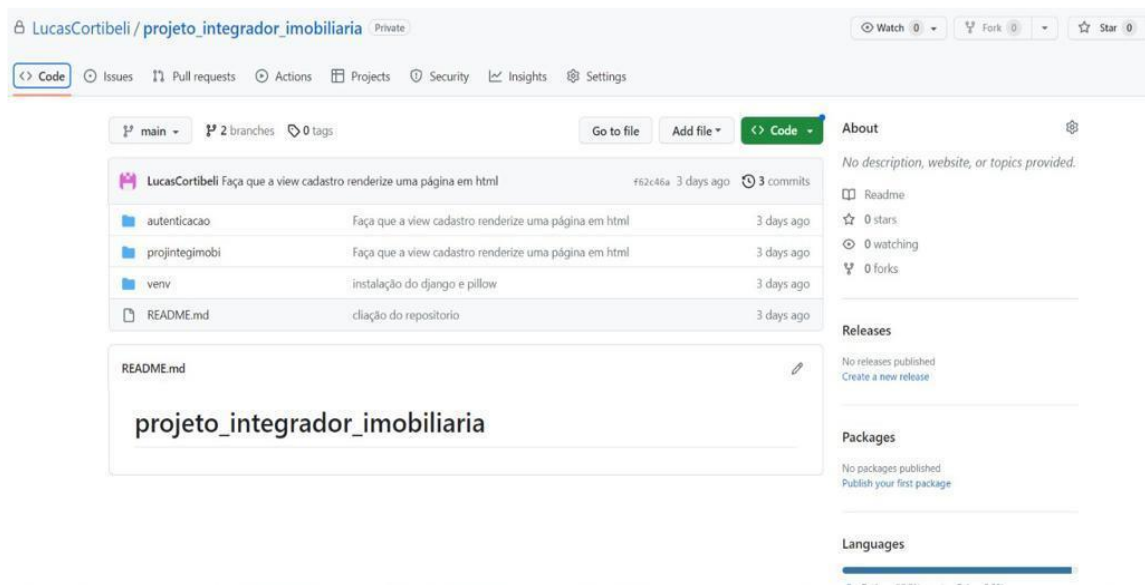 LucasCortibeli / projeto_integrador_imobiliaria Private
Watch 0 Fork 0 Star 0
<> Code Issues Pull requests Actions Projects Security Insights Settings
main 2 branches 0 tags Go to file Add file <> Code
LucasCortibeli Faça que a view cadastro renderize uma página em html f62c46a 3 days ago 3 commits
autenticacao Faça que a view cadastro renderize uma página em html 3 days ago
projintegimobi Faça que a view cadastro renderize uma página em html 3 days ago
venv instalação do django e pillow 3 days ago
README.md cliação do repositorio 3 days ago
README.md
projeto_integrador_imobiliaria
About
No description, website, or topics provided.
Readme
0 stars
0 watching
0 forks
Releases
No releases published
Create a new release
Packages
No packages published
Publish your first package
Languages